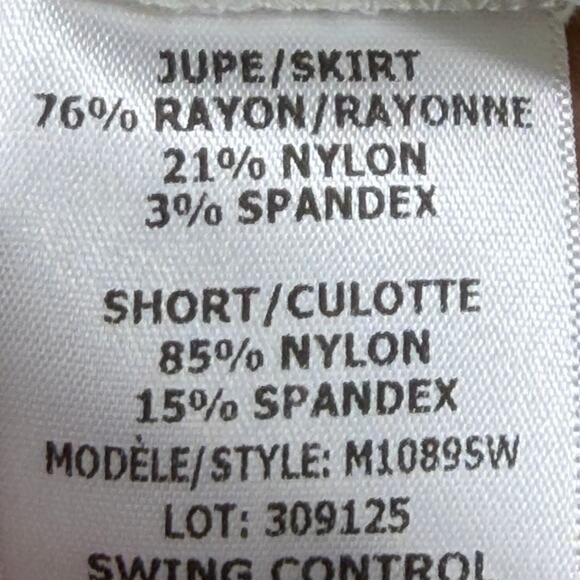 JUPE/SKIRT
76% RAYON/RAYONNE
21% NYLON
3% SPANDEX
SHORT/CULOTTE
85% NYLON
15% SPANDEX
MODÈLE/STYLE: M1089SW
LOT: 309125
SWING CONTROL